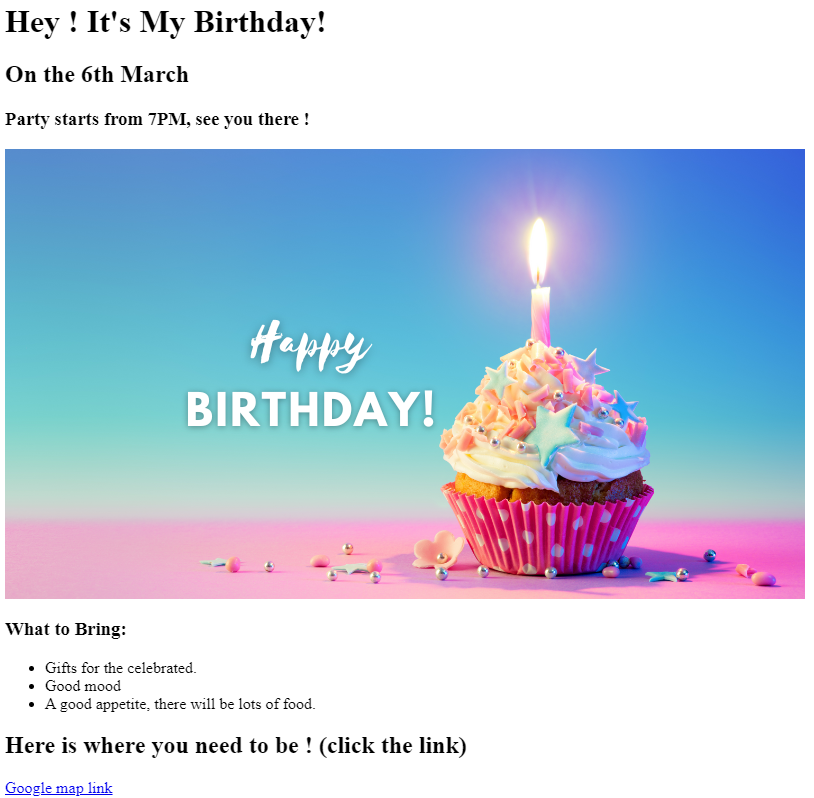 Hey ! It's My Birthday!
On the 6th March
Party starts from 7PM, see you there !
Happy
BIRTHDAY!
What to Bring:
Gifts for the celebrated.
Good mood
A good appetite, there will be lots of food.
Here is where you need to be ! (click the link)
Google map link